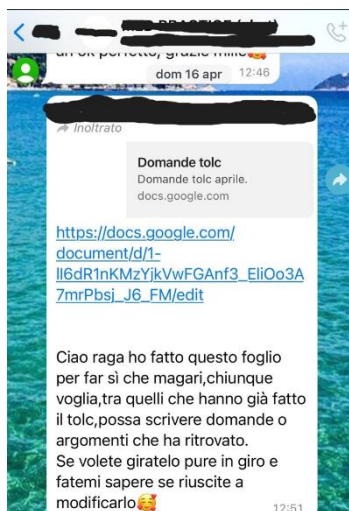 un ok perfetto, grazie mille🥰
dom 16 apr 12:46
Inoltrato
Domande tolc
Domande tolc aprile.
docs.google.com
https://docs.google.com/
document/d/1-
Il6dR1nKMzYjkVwFGAnf3_EliOo3A
7mrPbsj_J6_FM/edit
Ciao raga ho fatto questo foglio
per far sì che magari,chiunque
voglia,tra quelli che hanno già fatto
il tolc,possa scrivere domande o
argomenti che ha ritrovato.
Se volete giratelo pure in giro e
fatemi sapere se riuscite a
modificarlo🥰 12:51